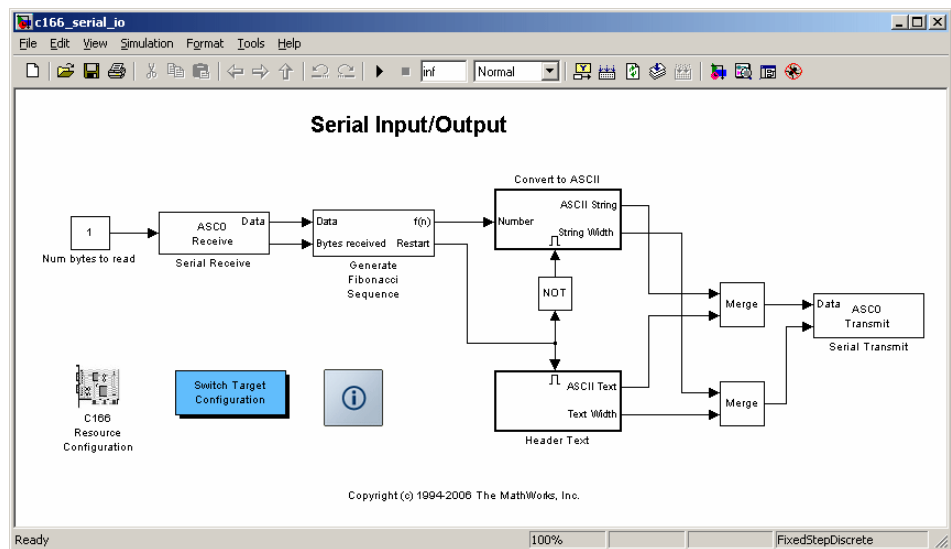 c166_serial_io
File Edit View Simulation Format Tools Help
inf Normal
Serial Input/Output
Convert to ASCII
1
Num bytes to read
ASC0
Receive
Data
Serial Receive
Data
Bytes received
f(n)
Restart
Generate
Fibonacci
Sequence
Number
ASCII String
String Width
NOT
Merge
Data
ASC0
Transmit
Serial Transmit
C166
Resource
Configuration
Switch Target
Configuration
i
ASCII Text
Text Width
Header Text
Merge
Copyright (c) 1994-2006 The MathWorks, Inc.
Ready 100% FixedStepDiscrete